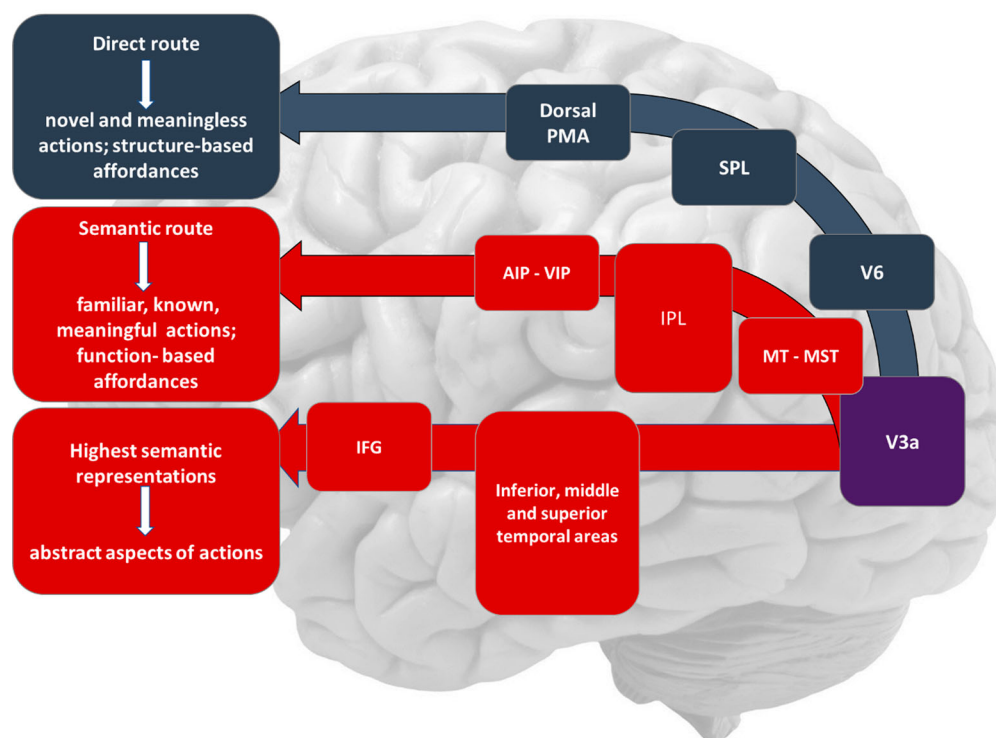 Direct route
novel and meaningless
actions; structure-based
affordances
Dorsal
PMA
SPL
V6
Semantic route
familiar, known,
meaningful actions;
function- based
affordances
AIP - VIP
IPL
MT - MST
V3a
Highest semantic
representations
abstract aspects of actions
IFG
Inferior, middle
and superior
temporal areas